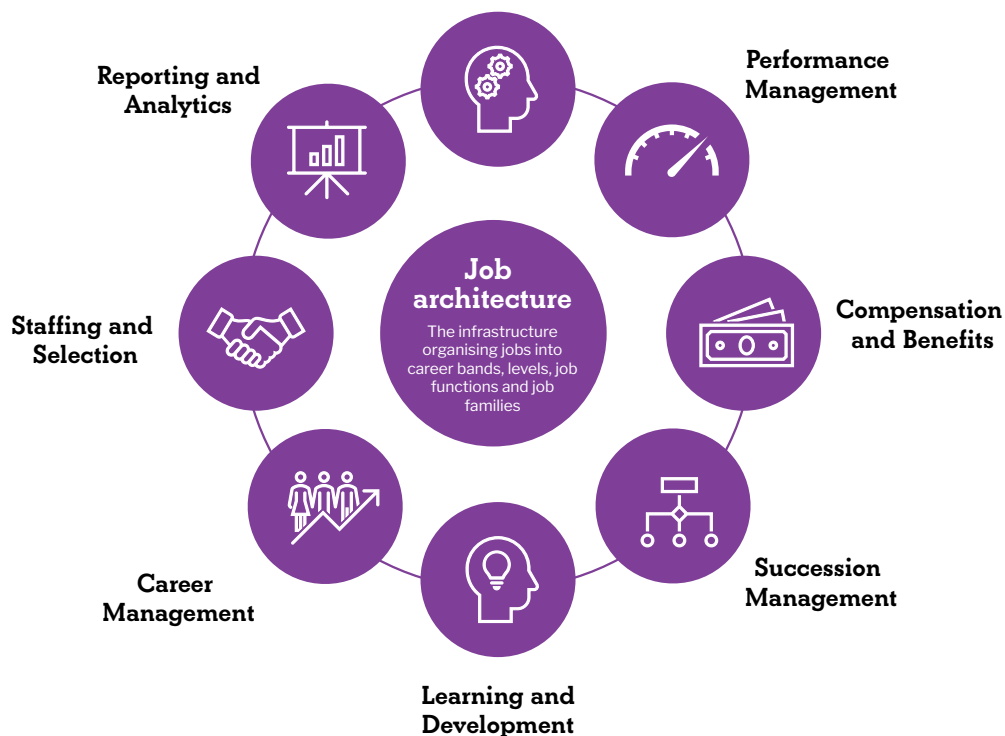 Reporting and
Analytics
Performance
Management
Job
architecture
The infrastructure
organising jobs into
career bands, levels, job
functions and job
families
Staffing and
Selection
Compensation
and Benefits
Career
Management
Succession
Management
Learning and
Development